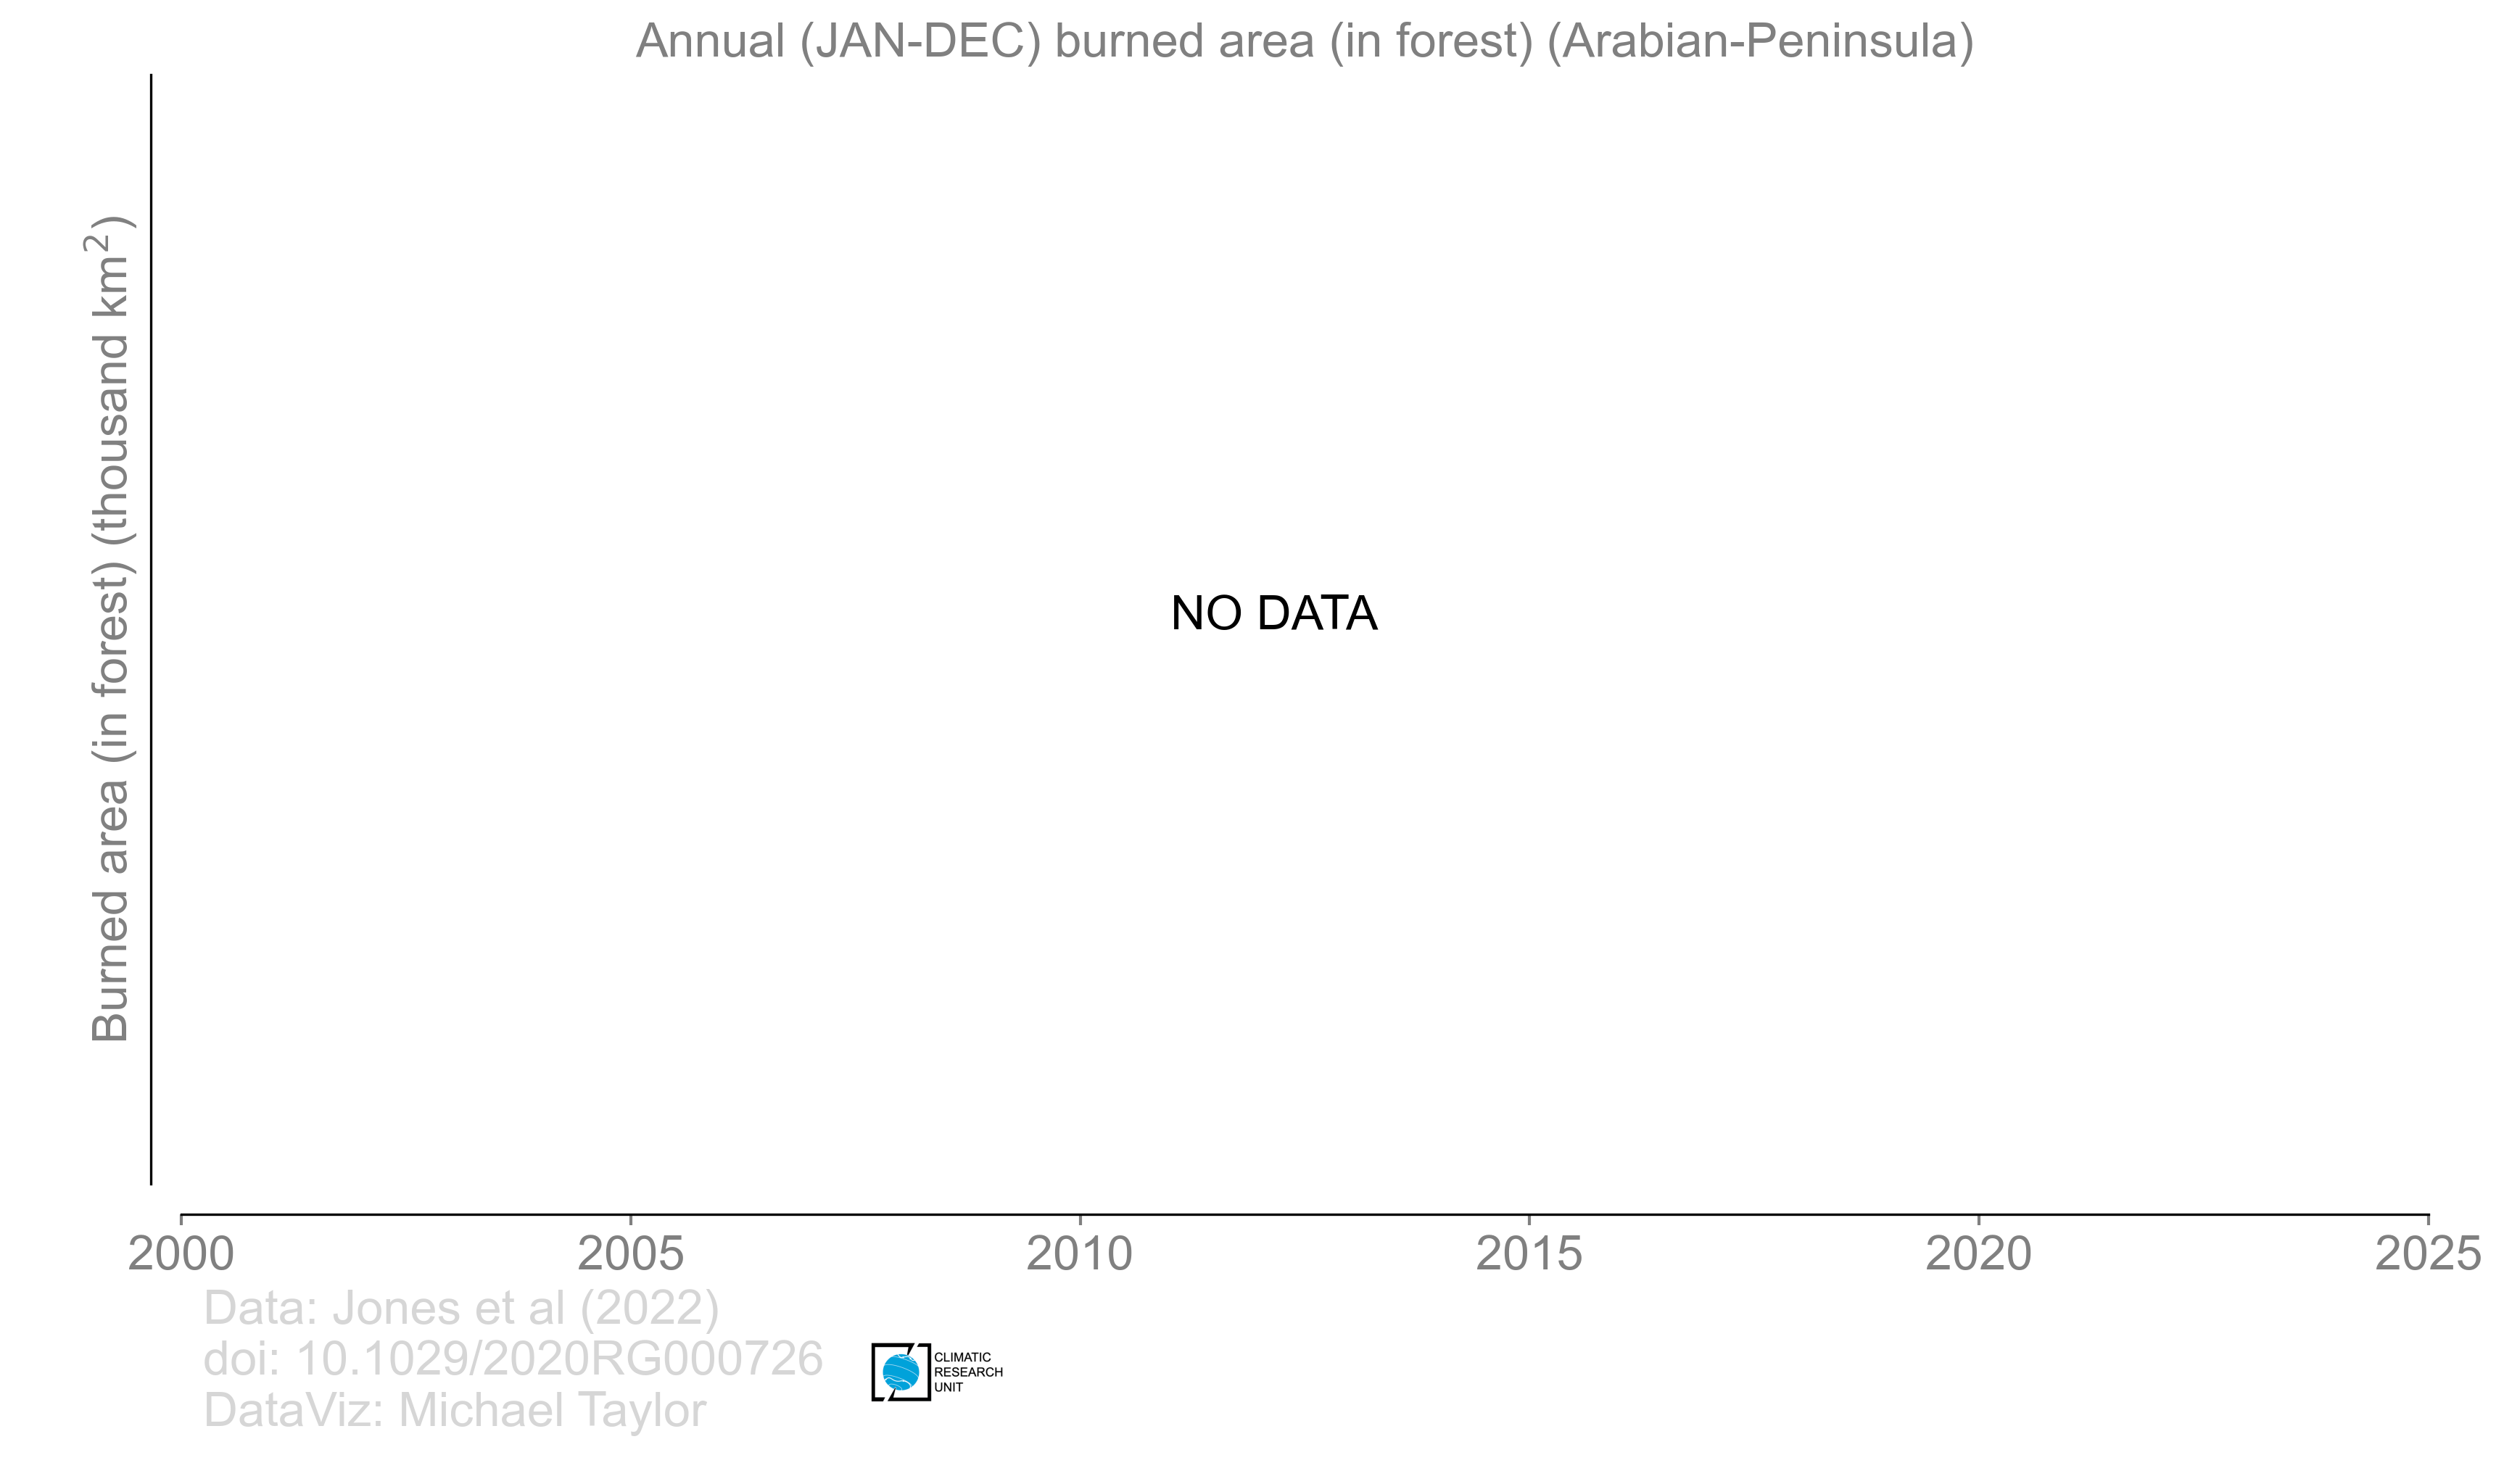 Annual (JAN-DEC) burned area (in forest) (Arabian-Peninsula)
Burned area (in forest) (thousand km²)
NO DATA
2000 2005 2010 2015 2020 2025
Data: Jones et al (2022)
doi: 10.1029/2020RG000726
DataViz: Michael Taylor
CLIMATIC
RESEARCH
UNIT